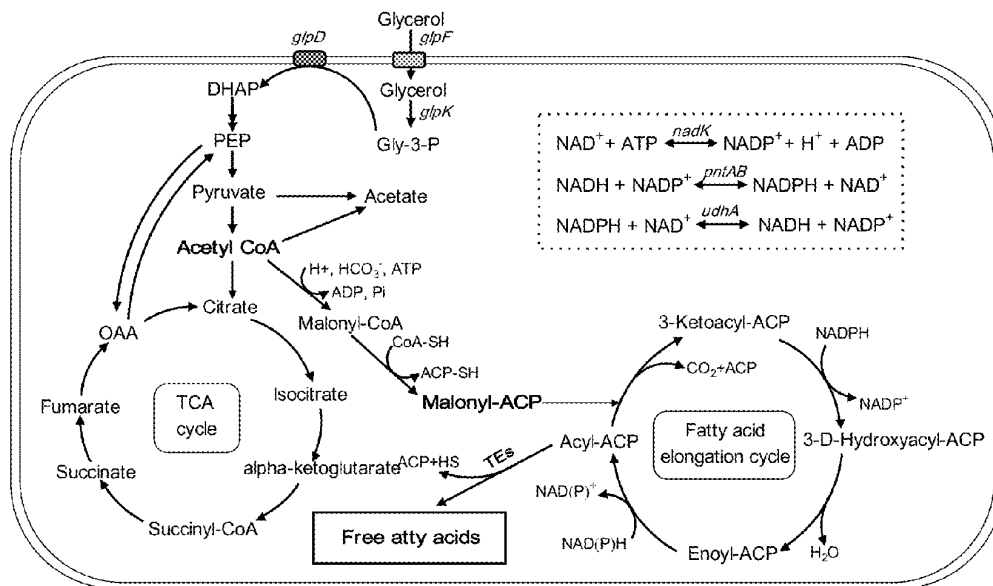 Glycerol
glpD
glpF
DHAP
Glycerol
glpK
PEP
Gly-3-P
NAD⁺ + ATP nadK NADP⁺ + H⁺ + ADP
NADH + NADP⁺ pntAB NADPH + NAD⁺
NADPH + NAD⁺ udhA NADH + NADP⁺
Pyruvate
Acetate
Acetyl CoA
H+, HCO₃⁻, ATP
ADP, Pi
Citrate
Malonyl-CoA
OAA
CoA-SH
ACP-SH
3-Ketoacyl-ACP
NADPH
CO₂+ACP
Isocitrate
Malonyl-ACP
NADP⁺
Fumarate
TCA
cycle
Acyl-ACP
Fatty acid
elongation cycle
3-D-Hydroxyacyl-ACP
Succinate
alpha-ketoglutarate
ACP+HS
TEs
NAD(P)⁺
Succinyl-CoA
Free atty acids
NAD(P)H
Enoyl-ACP
H₂O